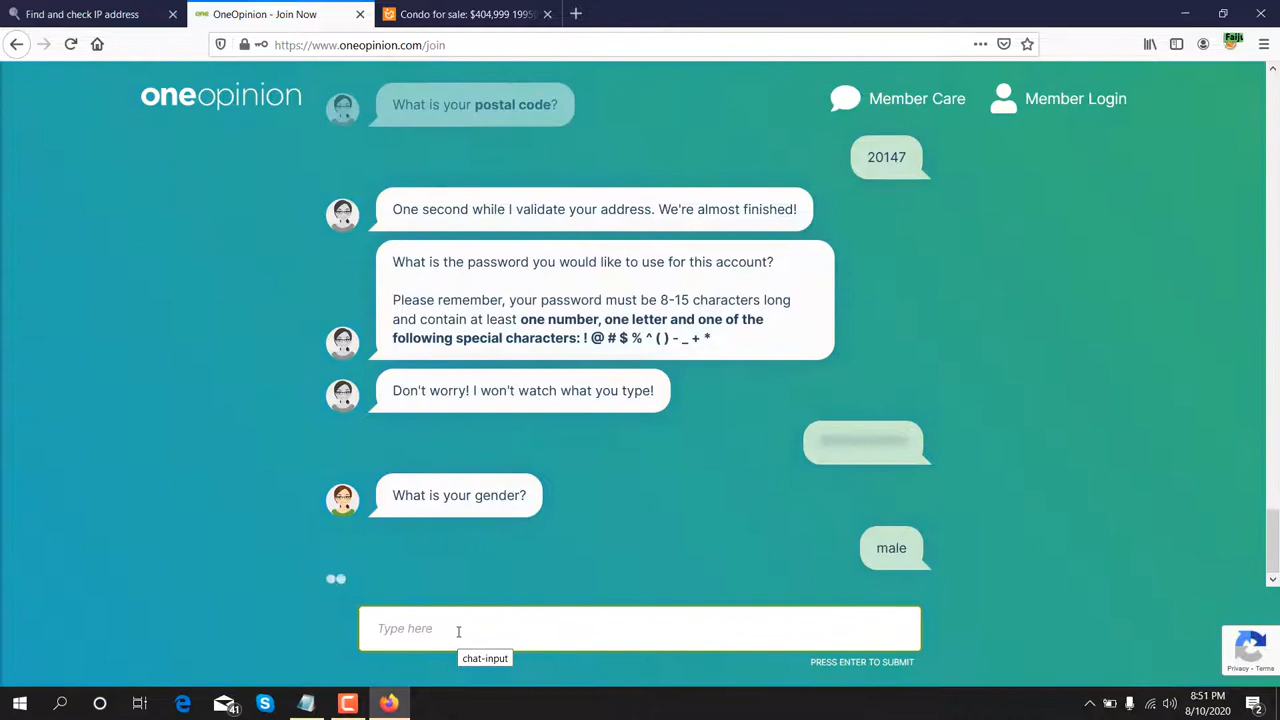 Find and check IP address
OneOpinion - Join Now
Condo for sale: $404,999 1995
https://www.oneopinion.com/join
Faiju
oneopinion
What is your postal code?
Member Care
Member Login
20147
One second while I validate your address. We're almost finished!
What is the password you would like to use for this account?
Please remember, your password must be 8-15 characters long
and contain at least one number, one letter and one of the
following special characters: ! @ # $ % ^ ( ) - _ + *
Don't worry! I won't watch what you type!
What is your gender?
male
Type here
chat-input
PRESS ENTER TO SUBMIT
Privacy - Terms
41
8:51 PM
8/10/2020
2